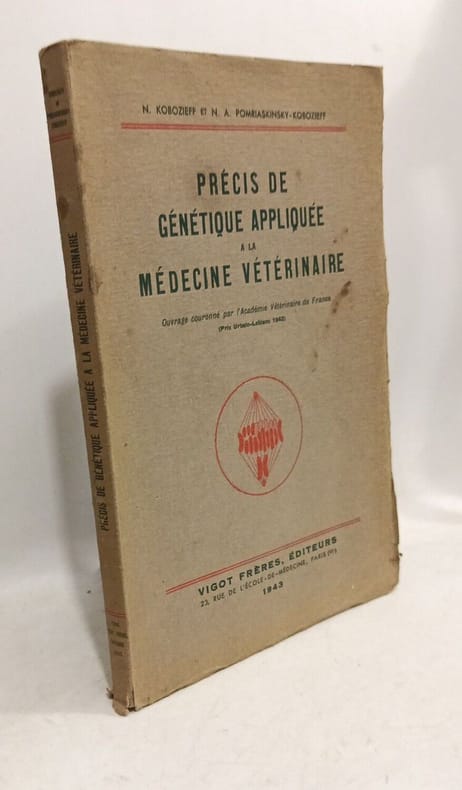 N. KOBOZIEFF ET N. A. POMRIASKINSKY-KOBOZIEFF
PRÉCIS DE
GÉNÉTIQUE APPLIQUÉE
A LA
MÉDECINE VÉTÉRINAIRE
Ouvrage couronné par l'Académie Vétérinaire de France
(Prix Urbain-Leblanc 1942)
VIGOT FRÈRES, ÉDITEURS
23, RUE DE L'ÉCOLE-DE-MÉDECINE, PARIS (VIe)
1943
PRÉCIS DE GÉNÉTIQUE APPLIQUÉE A LA MÉDECINE VÉTÉRINAIRE